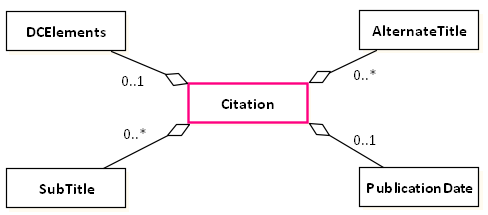 DCElements
AlternateTitle
0..1
0..*
Citation
0..*
0..1
SubTitle
PublicationDate